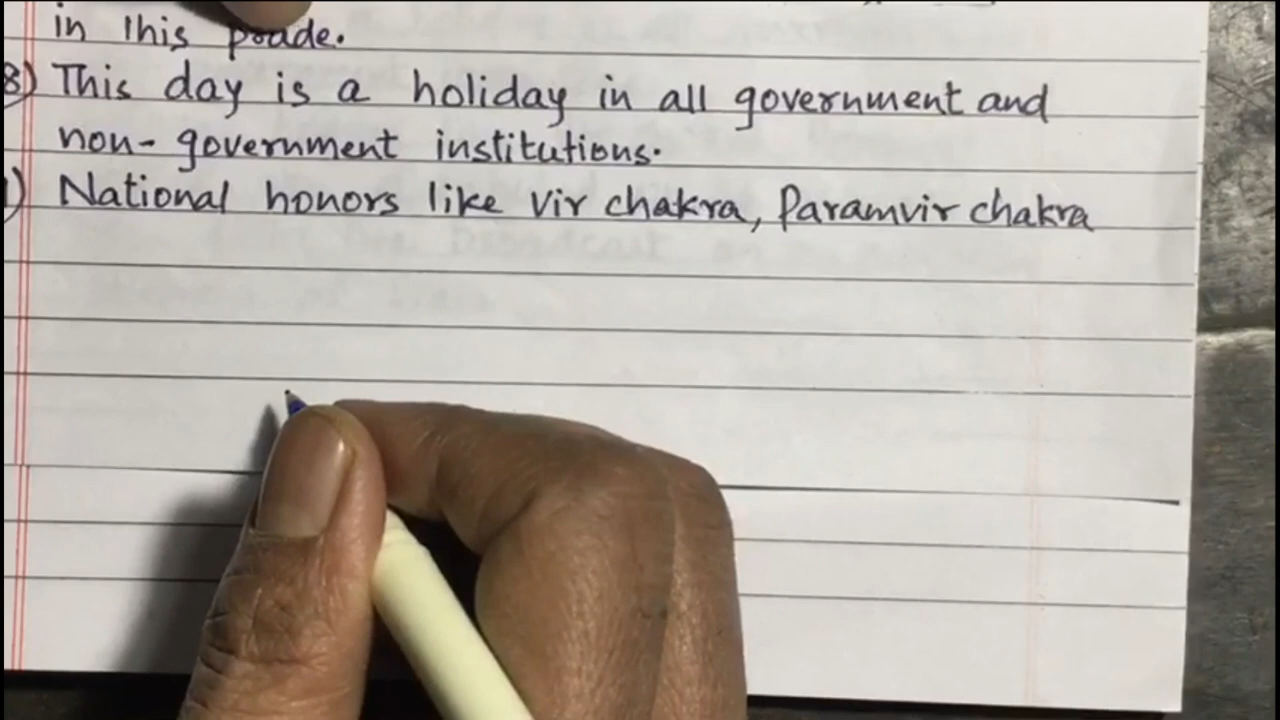 in this prade.
8) This day is a holiday in all government and
non-government institutions.
) National honors like vir chakra, Paramvir chakra